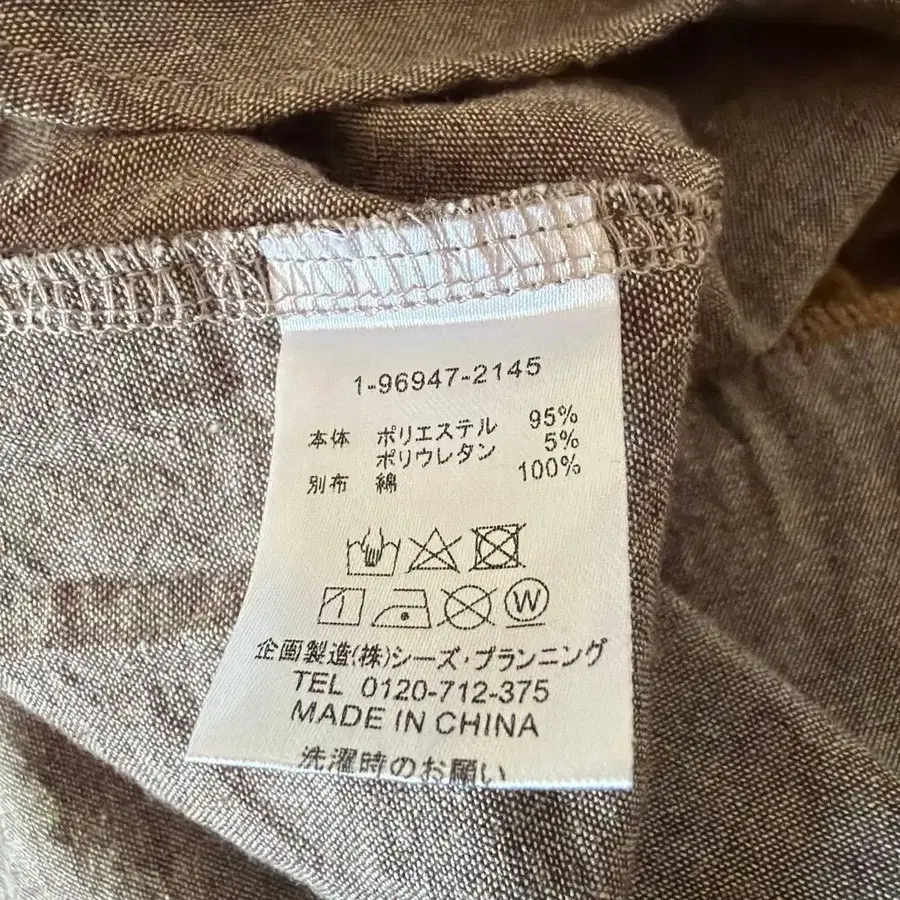 1-96947-2145
本体 ポリエステル 95%
ポリウレタン 5%
別布 綿 100%
W
企画製造(株)シーズ・プランニング
TEL 0120-712-375
MADE IN CHINA
洗濯時のお願い